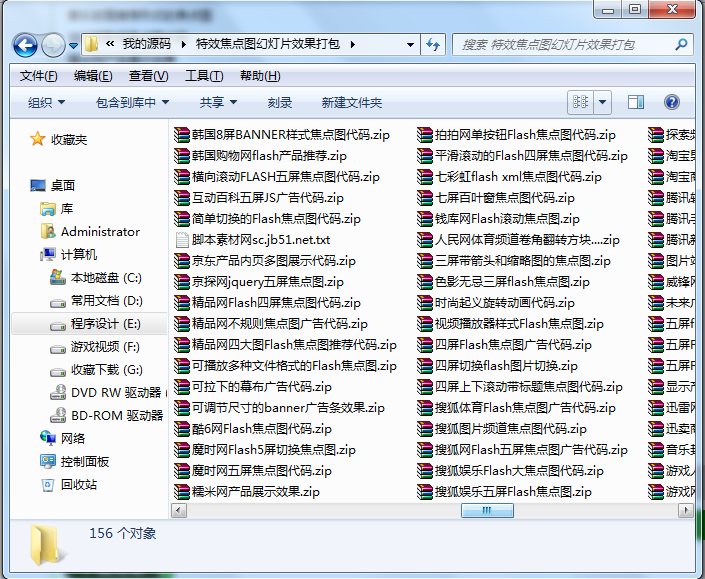 « 我的源码 ▸ 特效焦点图幻灯片效果打包 ▸
搜索 特效焦点图幻灯片效果打包
文件(F) 编辑(E) 查看(V) 工具(T) 帮助(H)
组织 包含到库中 共享 刻录 新建文件夹
收藏夹
桌面
库
Administrator
计算机
本地磁盘 (C:)
常用文档 (D:)
程序设计 (E:)
游戏视频 (F:)
收藏下载 (G:)
DVD RW 驱动器 (
BD-ROM 驱动器
网络
控制面板
回收站
韩国8屏BANNER样式焦点图代码.zip
韩国购物网flash产品推荐.zip
横向滚动FLASH五屏焦点图代码.zip
互动百科五屏JS广告代码.zip
简单切换的Flash焦点图代码.zip
脚本素材网sc.jb51.net.txt
京东产品内页多图展示代码.zip
京探网jquery五屏焦点图.zip
精品网Flash四屏焦点图代码.zip
精品网不规则焦点图广告代码.zip
精品网四大图Flash焦点图推荐代码.zip
可播放多种文件格式的Flash焦点图.zip
可拉下的幕布广告代码.zip
可调节尺寸的banner广告条效果.zip
酷6网Flash焦点图代码.zip
魔时网Flash5屏切换焦点图.zip
魔时网五屏焦点图代码.zip
糯米网产品展示效果.zip
拍拍网单按钮Flash焦点图代码.zip
平滑滚动的Flash四屏焦点图代码.zip
七彩虹flash xml焦点图代码.zip
七屏百叶窗焦点图代码.zip
钱库网Flash滚动焦点图.zip
人民网体育频道卷角翻转方块....zip
三屏带箭头和缩略图的焦点图.zip
色影无忌三屏flash焦点图.zip
时尚起义旋转动画代码.zip
视频播放器样式Flash焦点图.zip
四屏Flash焦点图广告代码.zip
四屏切换flash图片切换.zip
四屏上下滚动带标题焦点图代码.zip
搜狐体育Flash焦点图广告代码.zip
搜狐图片频道焦点图代码.zip
搜狐网Flash五屏焦点图广告代码.zip
搜狐娱乐Flash大焦点图代码.zip
搜狐娱乐五屏Flash焦点图.zip
探索
淘宝
淘宝商
腾讯
腾讯
腾讯
图片
威锋网
未来
五屏
五屏
五屏F
显示
迅雷网
迅卖商
音乐
游戏人
游戏网
156 个对象